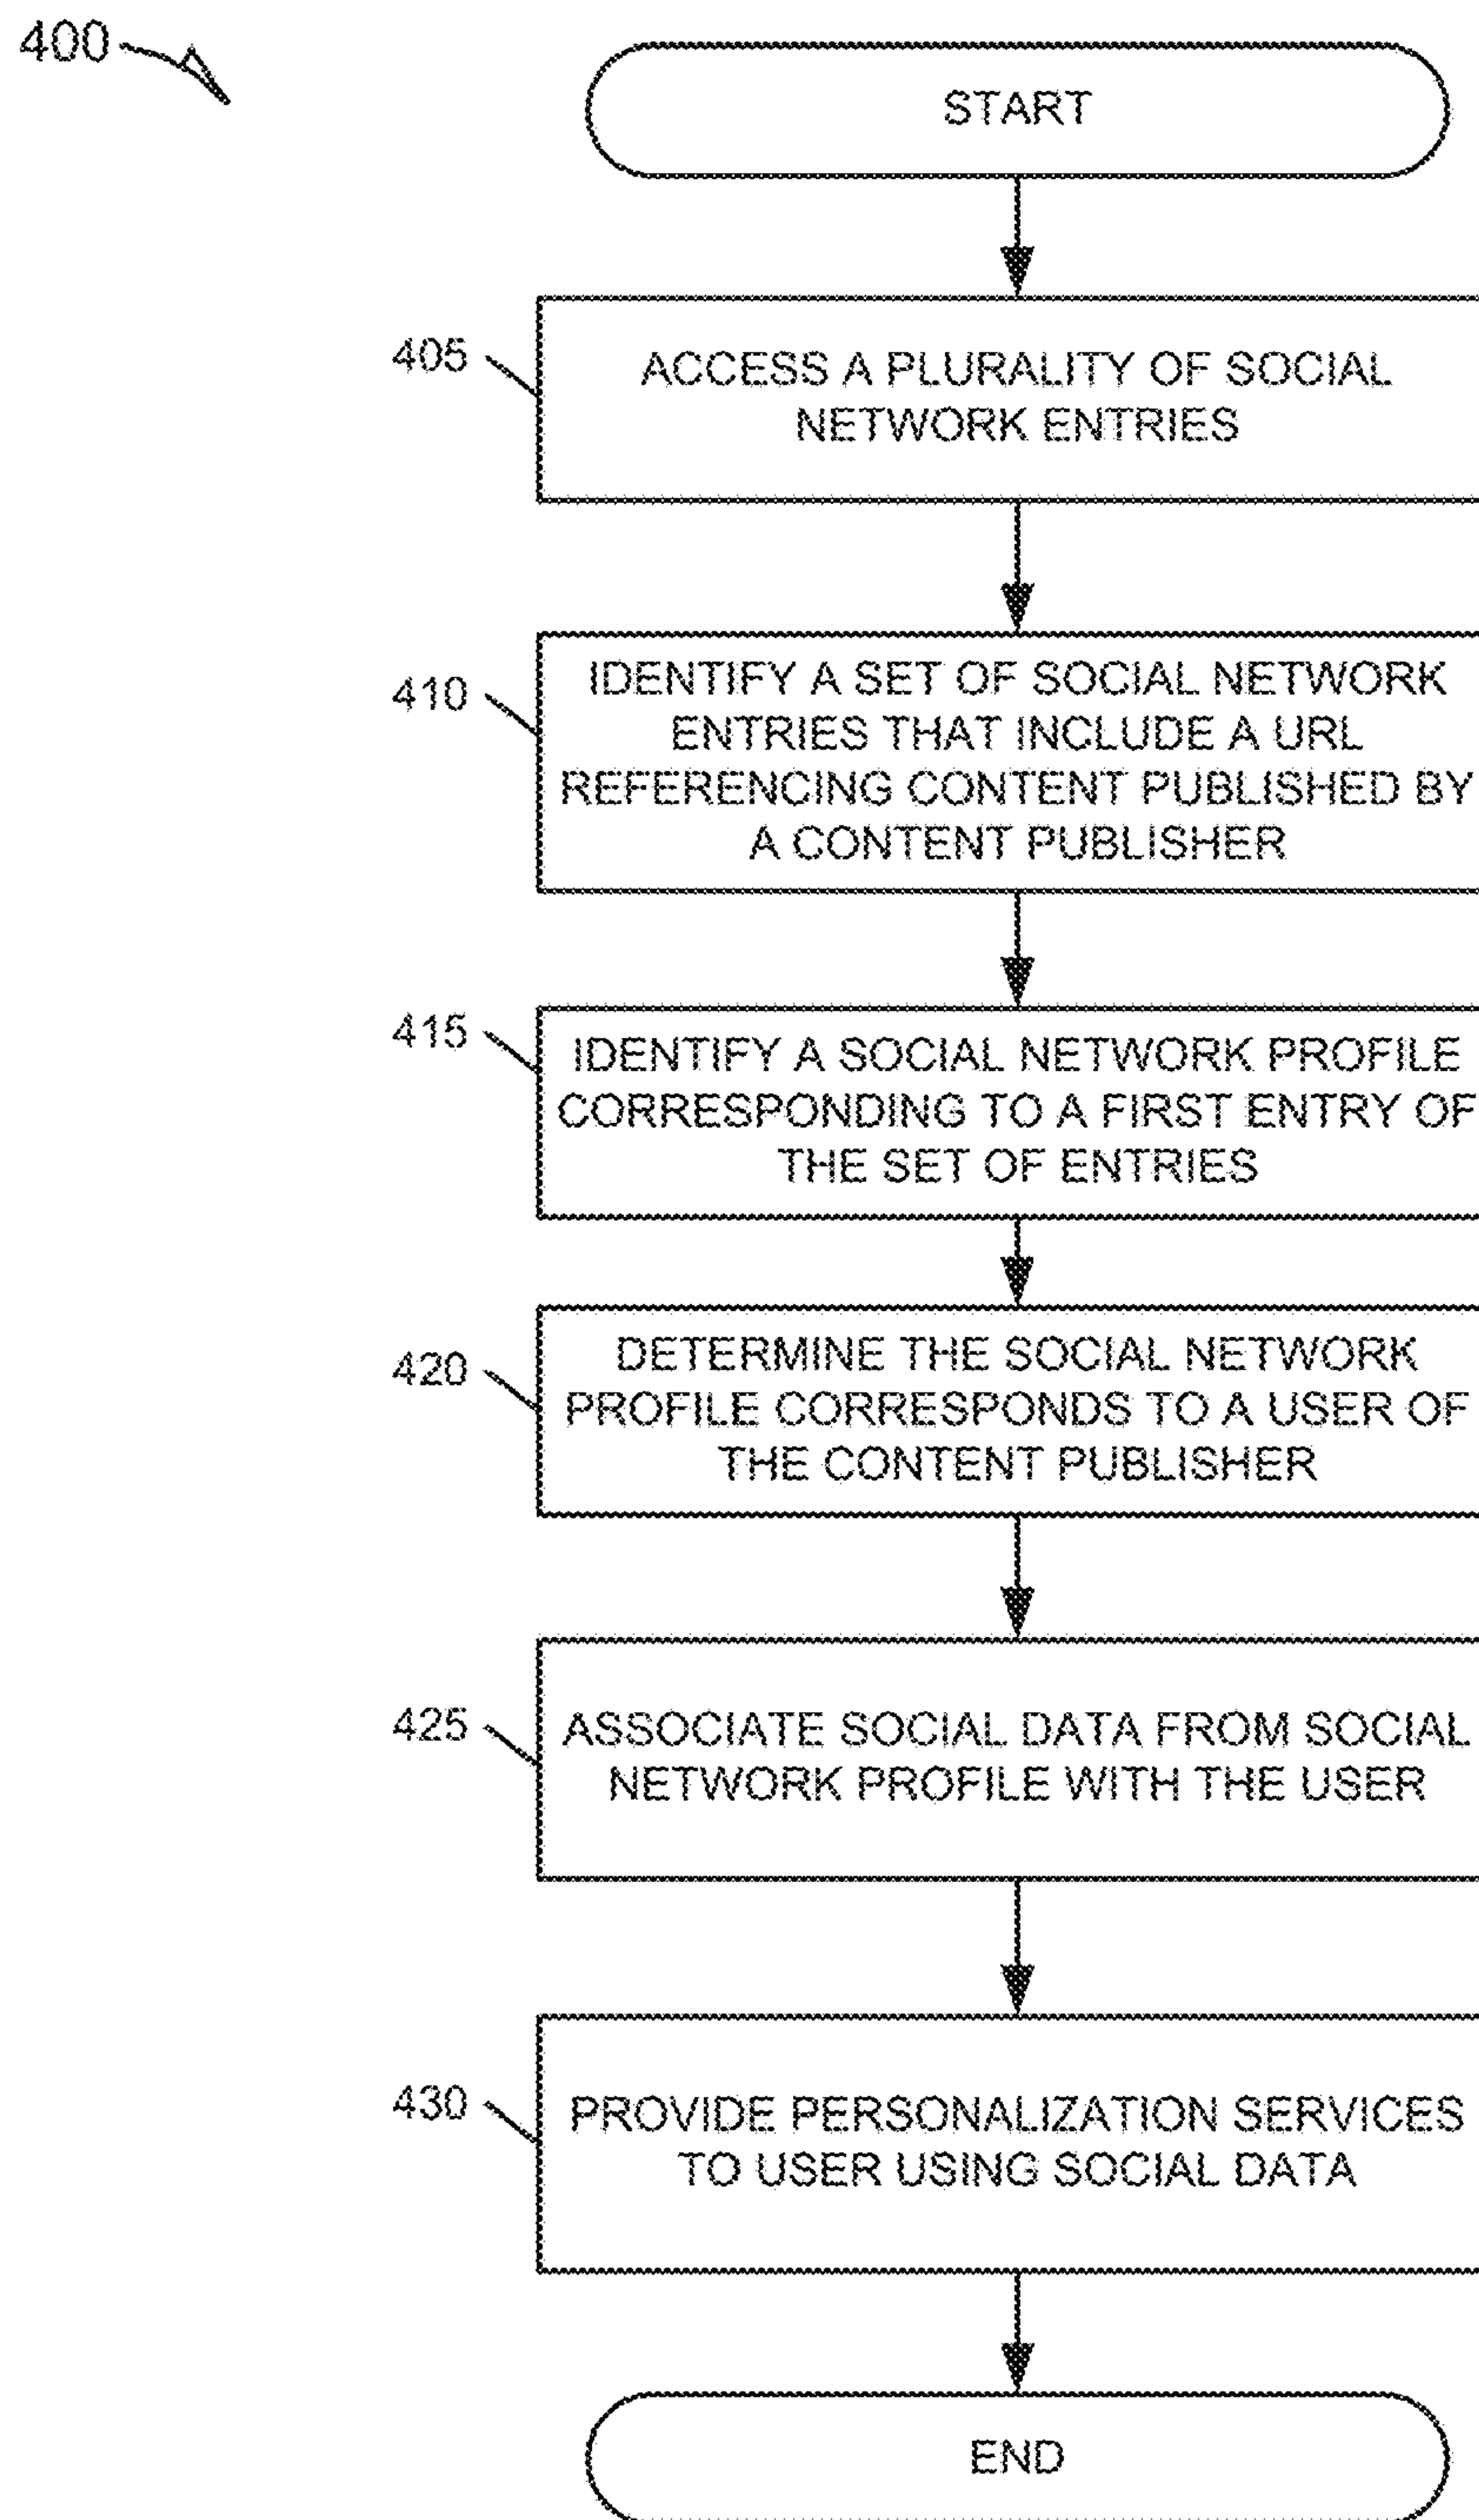 400
START
405
ACCESS A PLURALITY OF SOCIAL
NETWORK ENTRIES
410
IDENTIFY A SET OF SOCIAL NETWORK
ENTRIES THAT INCLUDE A URL
REFERENCING CONTENT PUBLISHED BY
A CONTENT PUBLISHER
415
IDENTIFY A SOCIAL NETWORK PROFILE
CORRESPONDING TO A FIRST ENTRY OF
THE SET OF ENTRIES
420
DETERMINE THE SOCIAL NETWORK
PROFILE CORRESPONDS TO A USER OF
THE CONTENT PUBLISHER
425
ASSOCIATE SOCIAL DATA FROM SOCIAL
NETWORK PROFILE WITH THE USER
430
PROVIDE PERSONALIZATION SERVICES
TO USER USING SOCIAL DATA
END